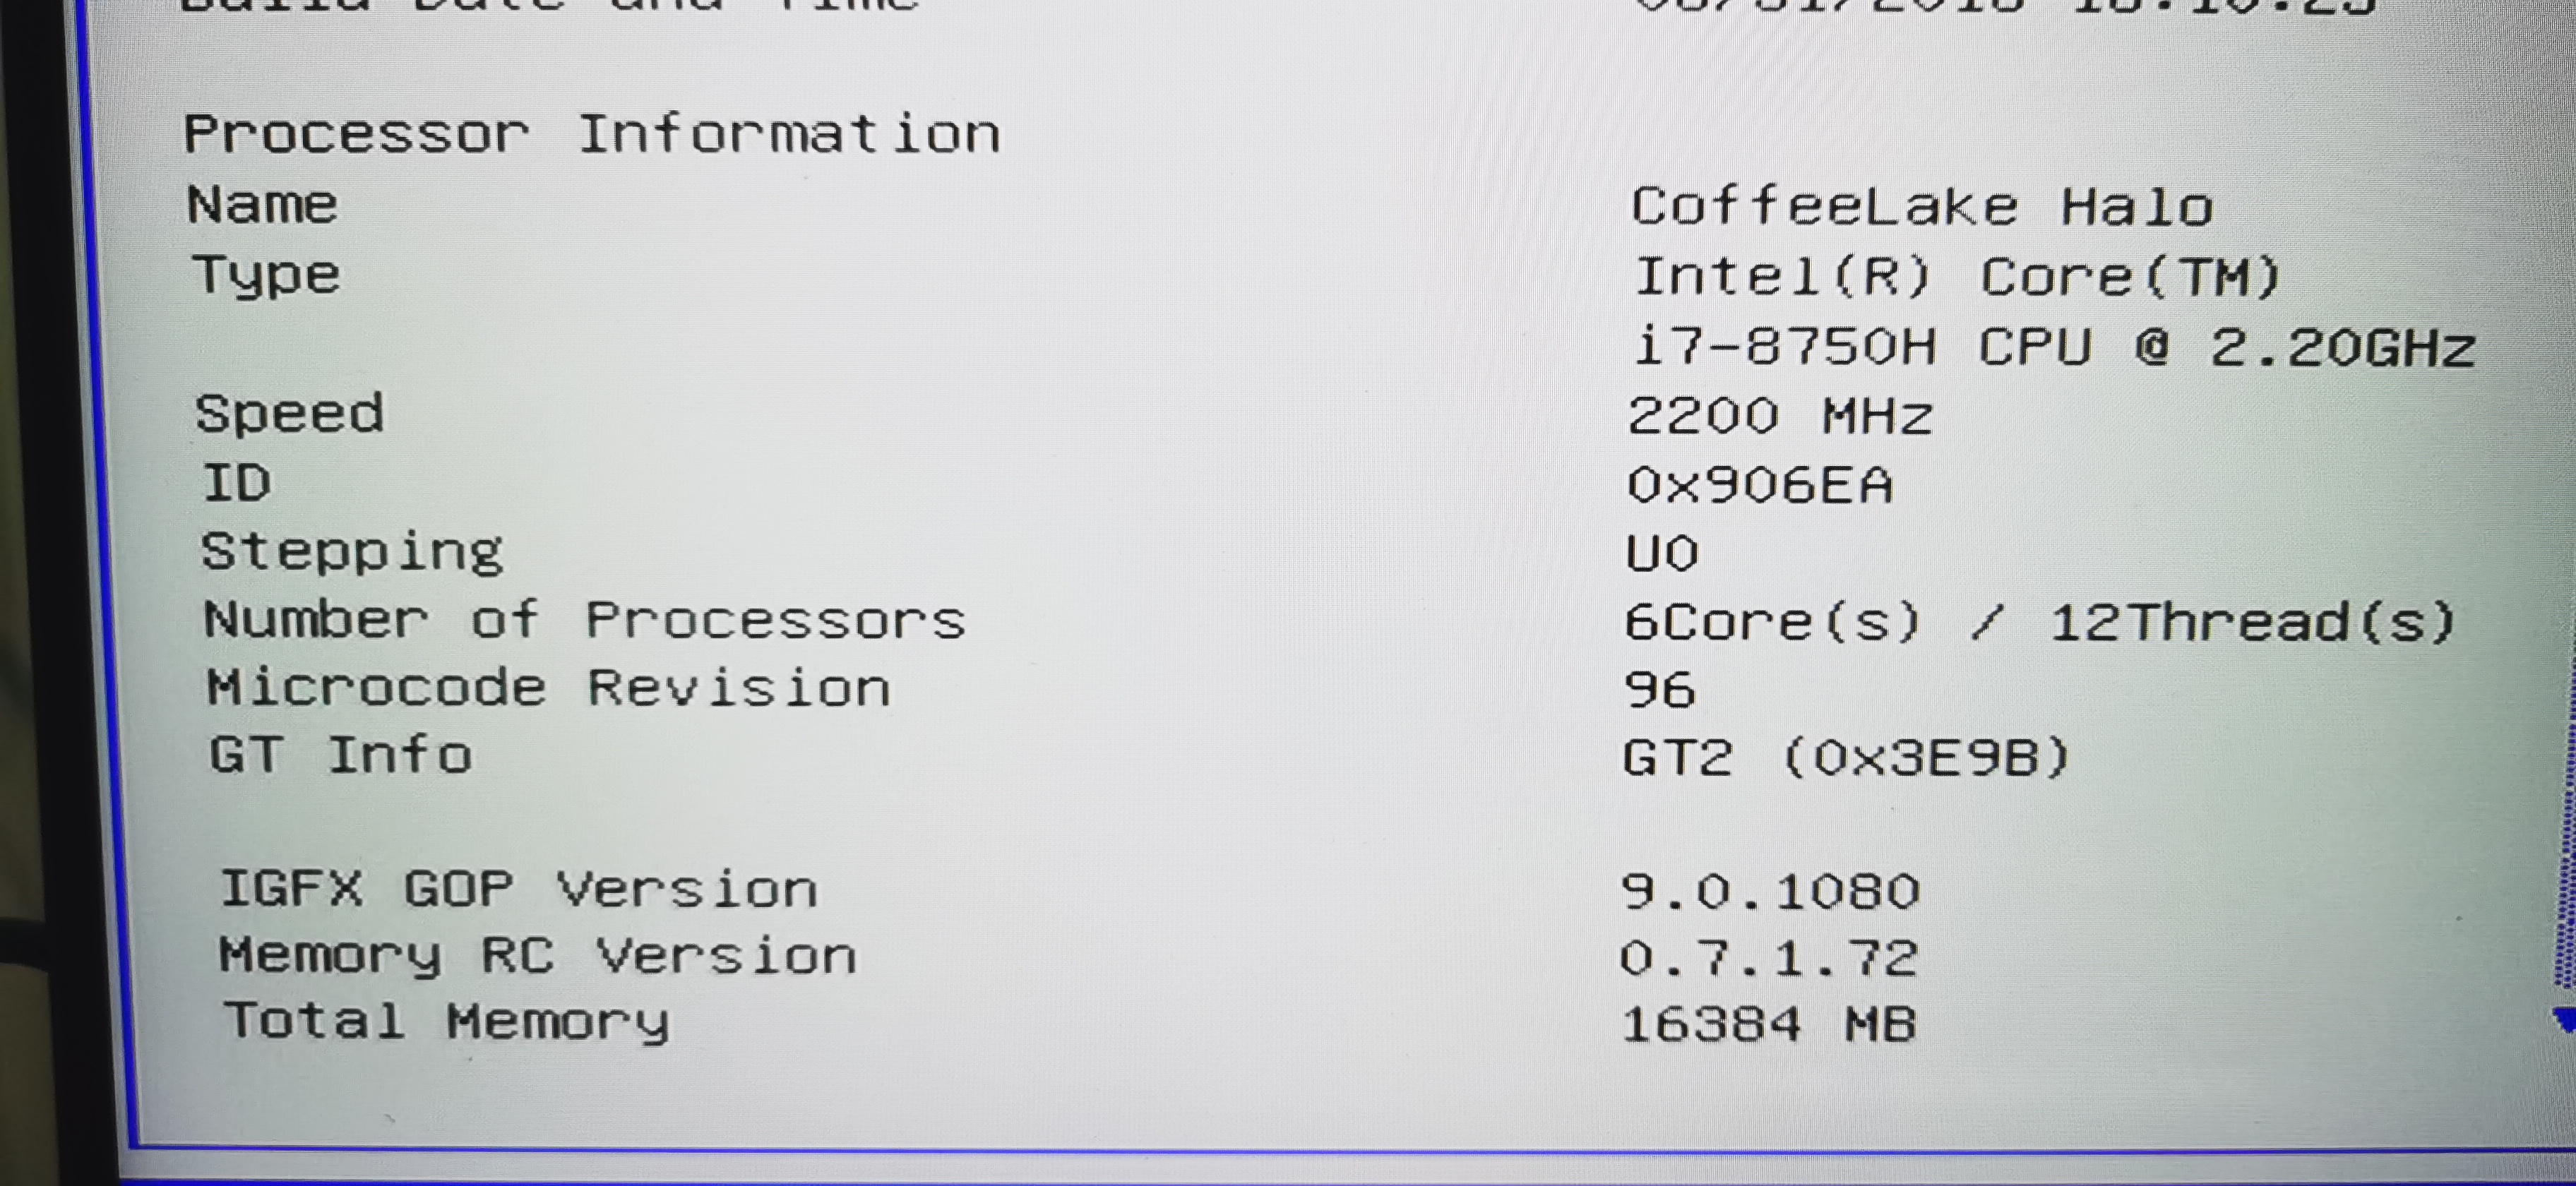 Build Date and Time
Processor Information
Name CoffeeLake Halo
Type Intel(R) Core(TM)
i7-8750H CPU @ 2.20GHz
Speed 2200 MHz
ID 0x906EA
Stepping U0
Number of Processors 6Core(s) / 12Thread(s)
Microcode Revision 96
GT Info GT2 (0x3E9B)
IGFX GOP Version 9.0.1080
Memory RC Version 0.7.1.72
Total Memory 16384 MB